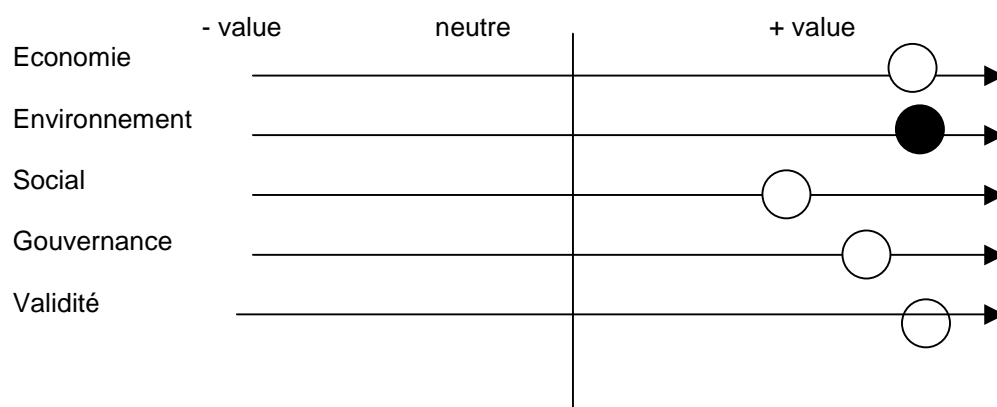 - value neutre + value
Economie
Environnement
Social
Gouvernance
Validité